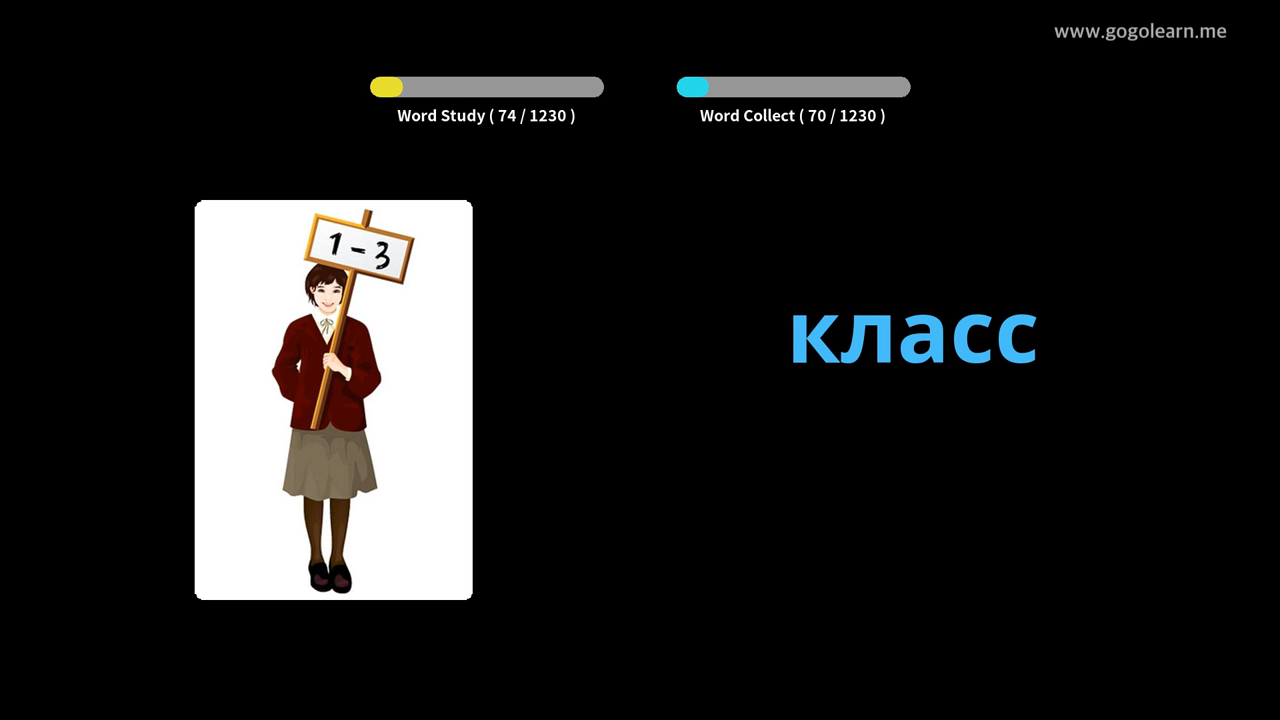 www.gogolearn.me
Word Study ( 74 / 1230 )
Word Collect ( 70 / 1230 )
1 - 3
класс